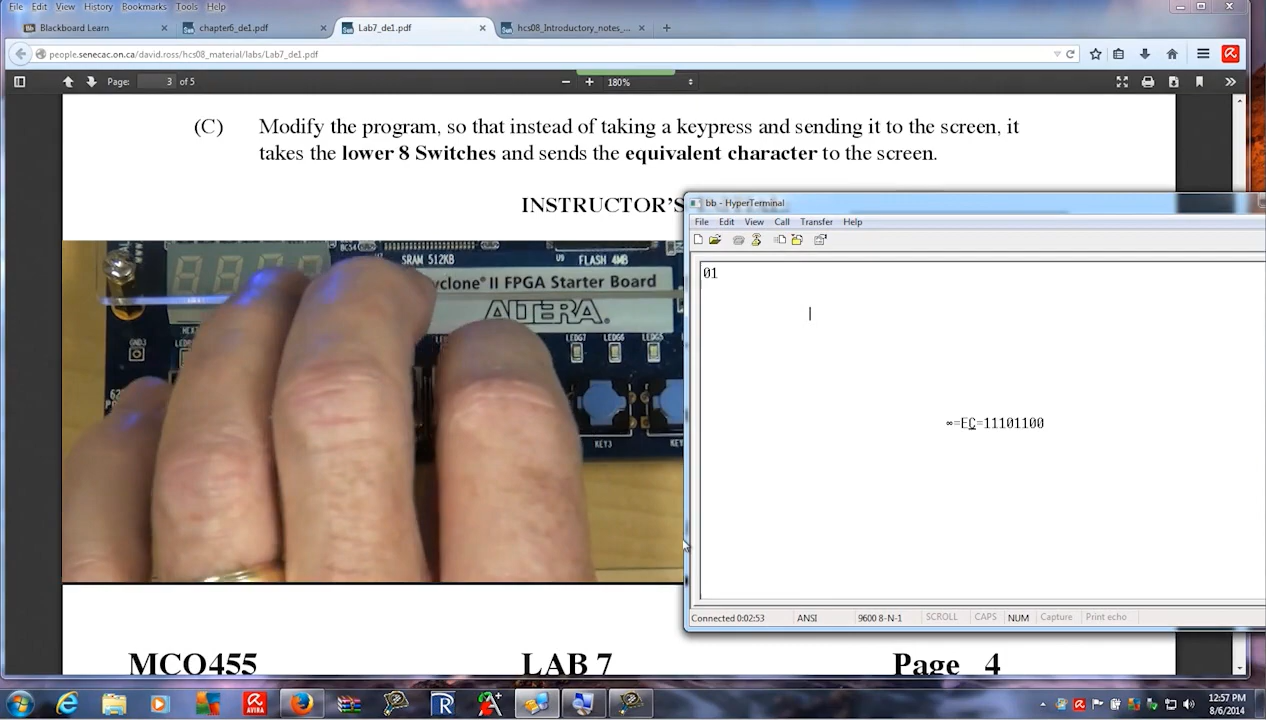 File Edit View History Bookmarks Tools Help
Blackboard Learn
chapter6_de1.pdf
Lab7_de1.pdf
hcs08_Introductory_notes_...
people.senecac.on.ca/david.ross/hcs08_material/labs/Lab7_de1.pdf
Page: 3 of 5
180%
(C) Modify the program, so that instead of taking a keypress and sending it to the screen, it
takes the lower 8 Switches and sends the equivalent character to the screen.
INSTRUCTOR'S
bb - HyperTerminal
File Edit View Call Transfer Help
01
∞=EC=11101100
Connected 0:02:53 ANSI 9600 8-N-1 SCROLL CAPS NUM Capture Print echo
SRAM 512KB
U9 FLASH 4MB
yclone® II FPGA Starter Board
ALTERA®
GND3
LEDG7 LEDG6 LEDG5
KEY3
MCO455 LAB 7 Page 4
12:57 PM
8/6/2014